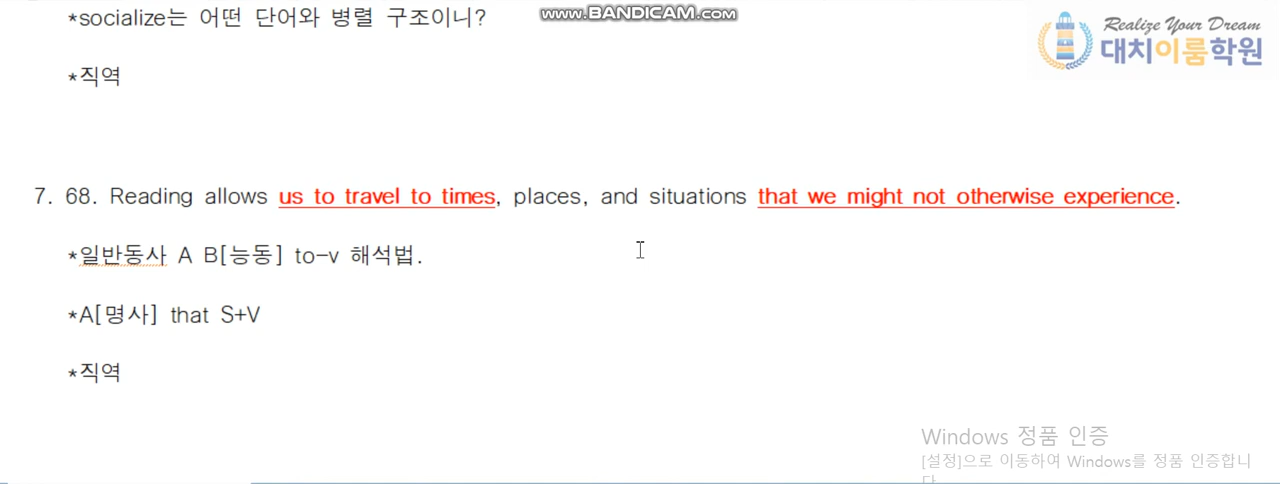 *socialize는 어떤 단어와 병렬 구조이니?
www.BANDICAM.com
Realize Your Dream
대치이룸학원
*직역
7. 68. Reading allows us to travel to times, places, and situations that we might not otherwise experience.
*일반동사 A B[능동] to-v 해석법.
*A[명사] that S+V
*직역
Windows 정품 인증
[설정]으로 이동하여 Windows를 정품 인증합니
다